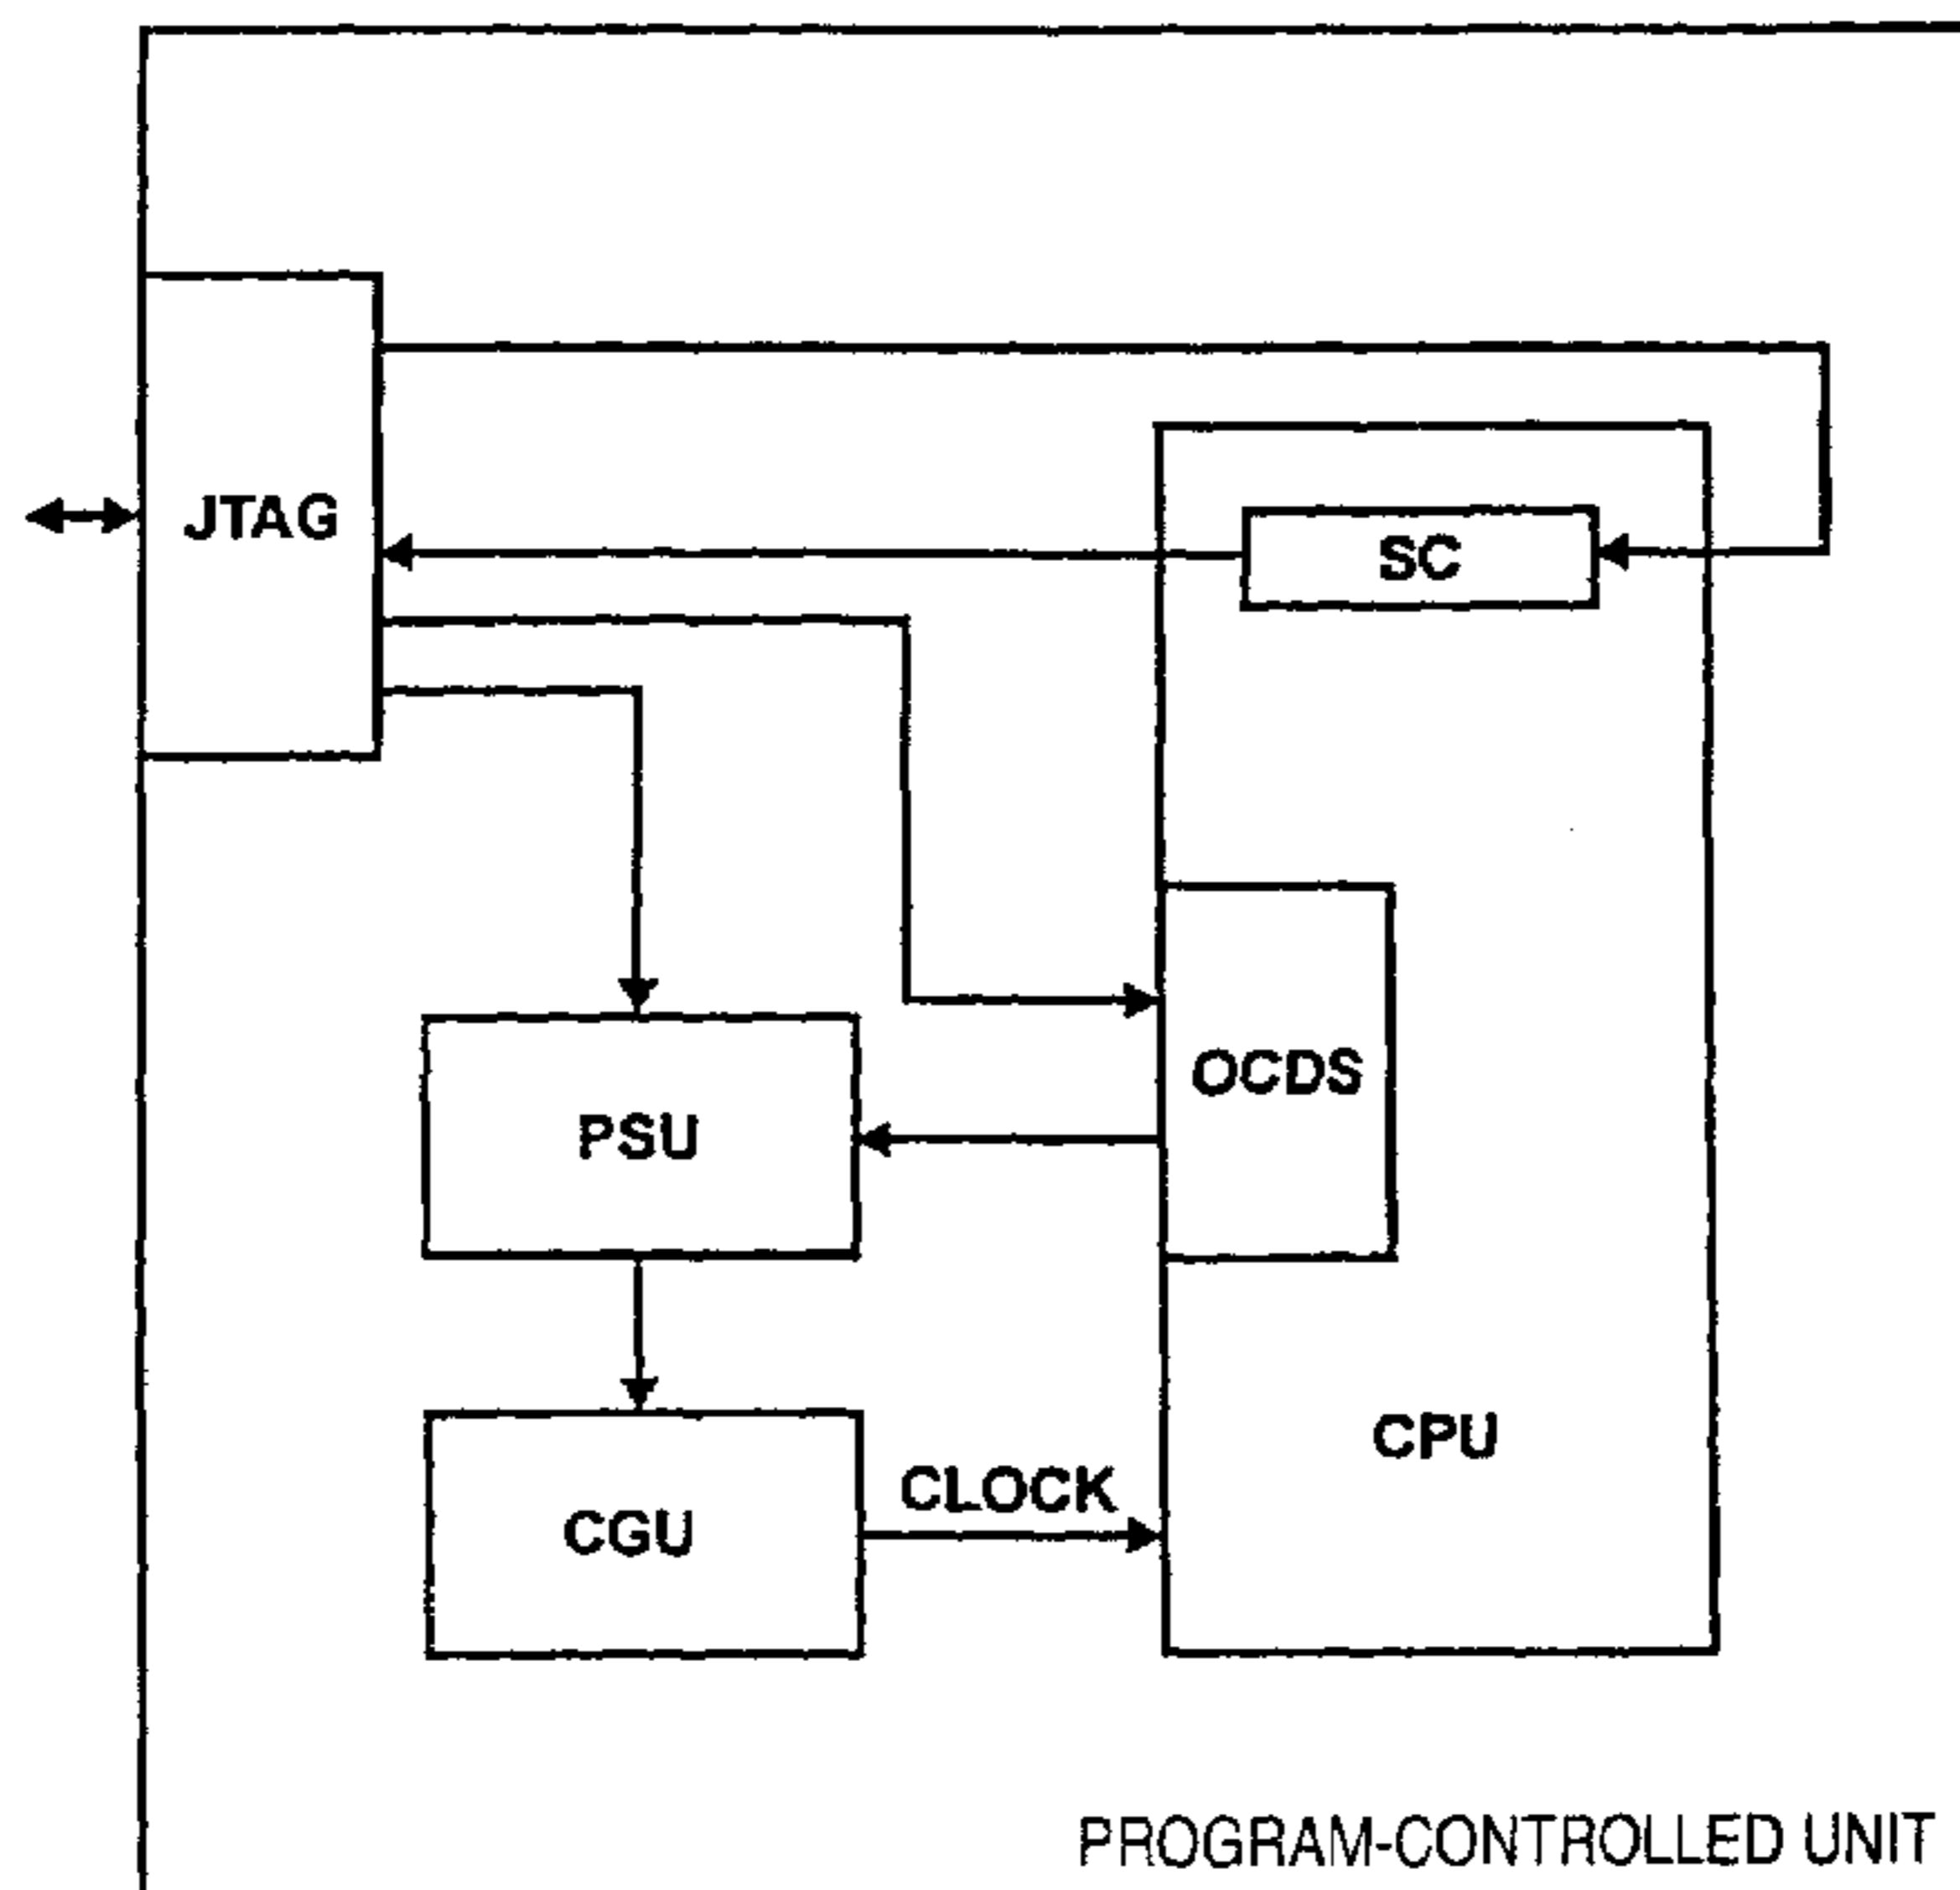 JTAG
SC
OCDS
PSU
CPU
CLOCK
CGU
PROGRAM-CONTROLLED UNIT